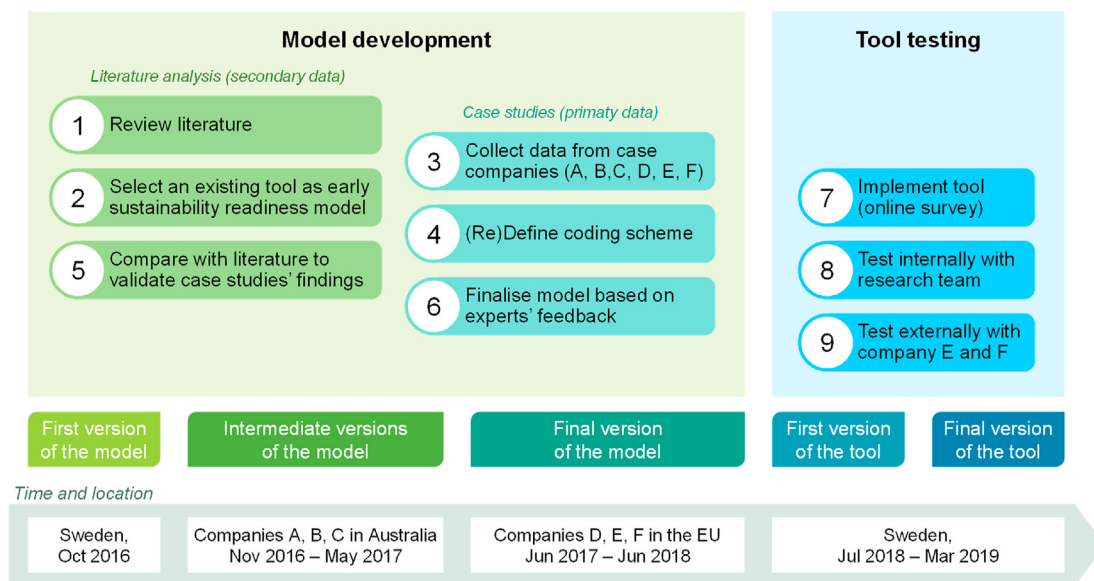 Model development
Literature analysis (secondary data)
1
Review literature
2
Select an existing tool as early
sustainability readiness model
5
Compare with literature to
validate case studies' findings
Case studies (primaty data)
3
Collect data from case
companies (A, B,C, D, E, F)
4
(Re)Define coding scheme
6
Finalise model based on
experts' feedback
Tool testing
7
Implement tool
(online survey)
8
Test internally with
research team
9
Test externally with
company E and F
First version
of the model
Intermediate versions
of the model
Final version
of the model
First version
of the tool
Final version
of the tool
Time and location
Sweden,
Oct 2016
Companies A, B, C in Australia
Nov 2016 – May 2017
Companies D, E, F in the EU
Jun 2017 – Jun 2018
Sweden,
Jul 2018 – Mar 2019